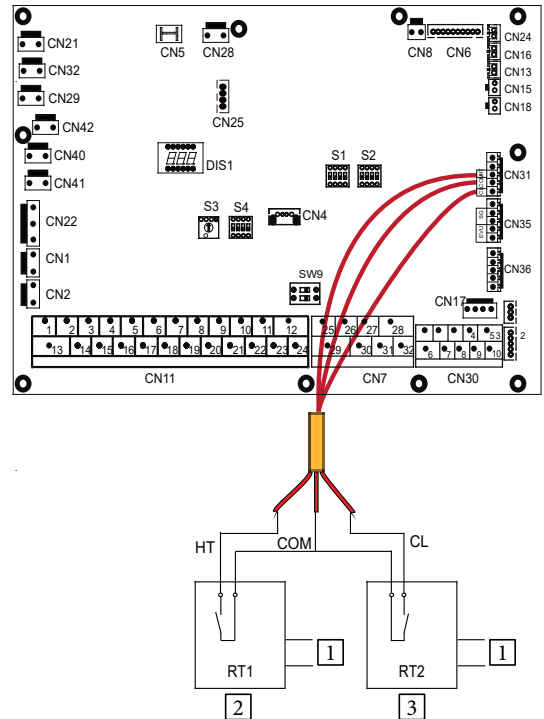 CN21
CN5
CN28
CN8
CN6
CN24
CN16
CN13
CN15
CN18
CN32
CN29
CN25
CN42
CN40
DIS1
S1
S2
CN31
CN41
CN22
S3
S4
CN4
SG
EVU
CN35
CN1
CN36
SW9
CN2
CN17
1 2 3 4 5 6 7 8 9 10 11 12
25 26 27 28
4 53
2
13 14 15 16 17 18 19 20 21 22 23 24
29 30 31 32
6 7 8 9 10
CN11
CN7
CN30
HT
COM
CL
RT1
1
RT2
1
2
3